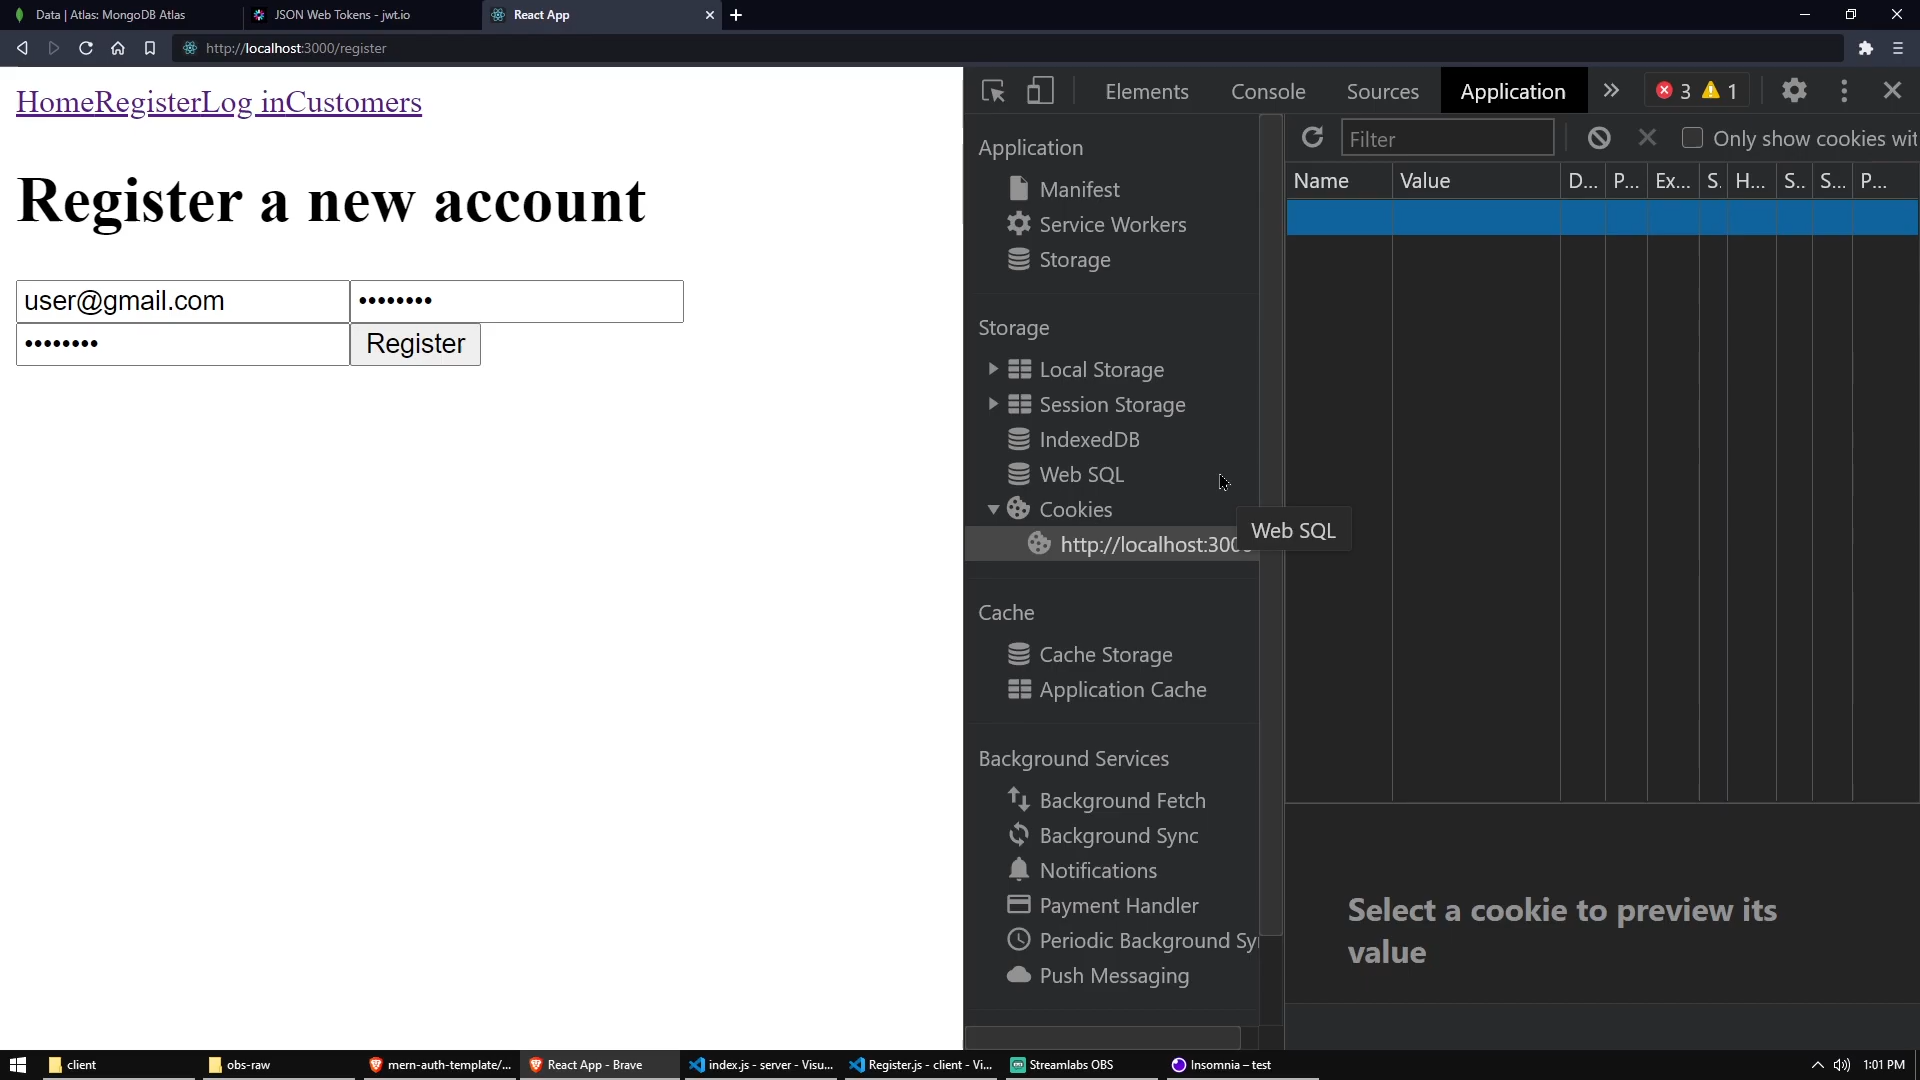 Data | Atlas: MongoDB Atlas
JSON Web Tokens - jwt.io
React App
http://localhost:3000/register
HomeRegisterLog inCustomers
Register a new account
user@gmail.com
••••••••
••••••••
Register
Elements
Console
Sources
Application
3
1
Application
Manifest
Service Workers
Storage
Storage
Local Storage
Session Storage
IndexedDB
Web SQL
Cookies
http://localhost:3000
Web SQL
Cache
Cache Storage
Application Cache
Background Services
Background Fetch
Background Sync
Notifications
Payment Handler
Periodic Background Sy
Push Messaging
Filter
Only show cookies wit
Name
Value
D...
P...
Ex...
S.
H...
S..
S...
P...
Select a cookie to preview its
value
client
obs-raw
mern-auth-template/...
React App - Brave
index.js - server - Visu...
Register.js - client - Vi...
Streamlabs OBS
Insomnia – test
1:01 PM